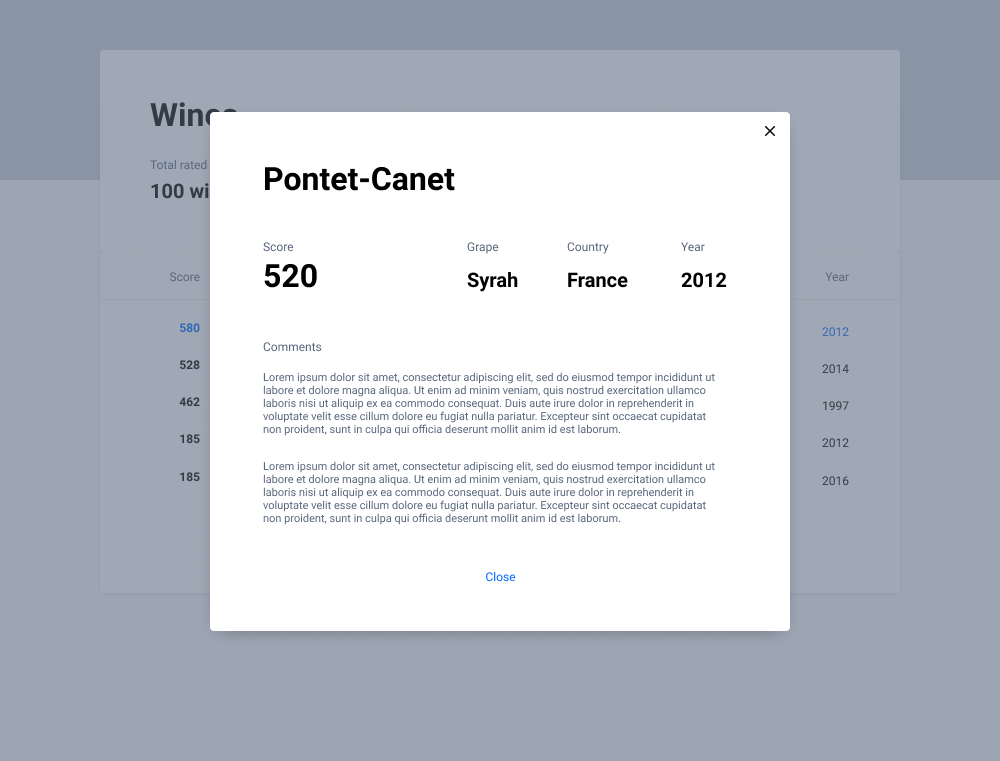 Wines
Total rated
100 wi
Pontet-Canet
Score Grape Country Year
520 Syrah France 2012
Comments
Lorem ipsum dolor sit amet, consectetur adipiscing elit, sed do eiusmod tempor incididunt ut
labore et dolore magna aliqua. Ut enim ad minim veniam, quis nostrud exercitation ullamco
laboris nisi ut aliquip ex ea commodo consequat. Duis aute irure dolor in reprehenderit in
voluptate velit esse cillum dolore eu fugiat nulla pariatur. Excepteur sint occaecat cupidatat
non proident, sunt in culpa qui officia deserunt mollit anim id est laborum.
Lorem ipsum dolor sit amet, consectetur adipiscing elit, sed do eiusmod tempor incididunt ut
labore et dolore magna aliqua. Ut enim ad minim veniam, quis nostrud exercitation ullamco
laboris nisi ut aliquip ex ea commodo consequat. Duis aute irure dolor in reprehenderit in
voluptate velit esse cillum dolore eu fugiat nulla pariatur. Excepteur sint occaecat cupidatat
non proident, sunt in culpa qui officia deserunt mollit anim id est laborum.
Close
Score Year
580 2012
528 2014
462 1997
185 2012
185 2016